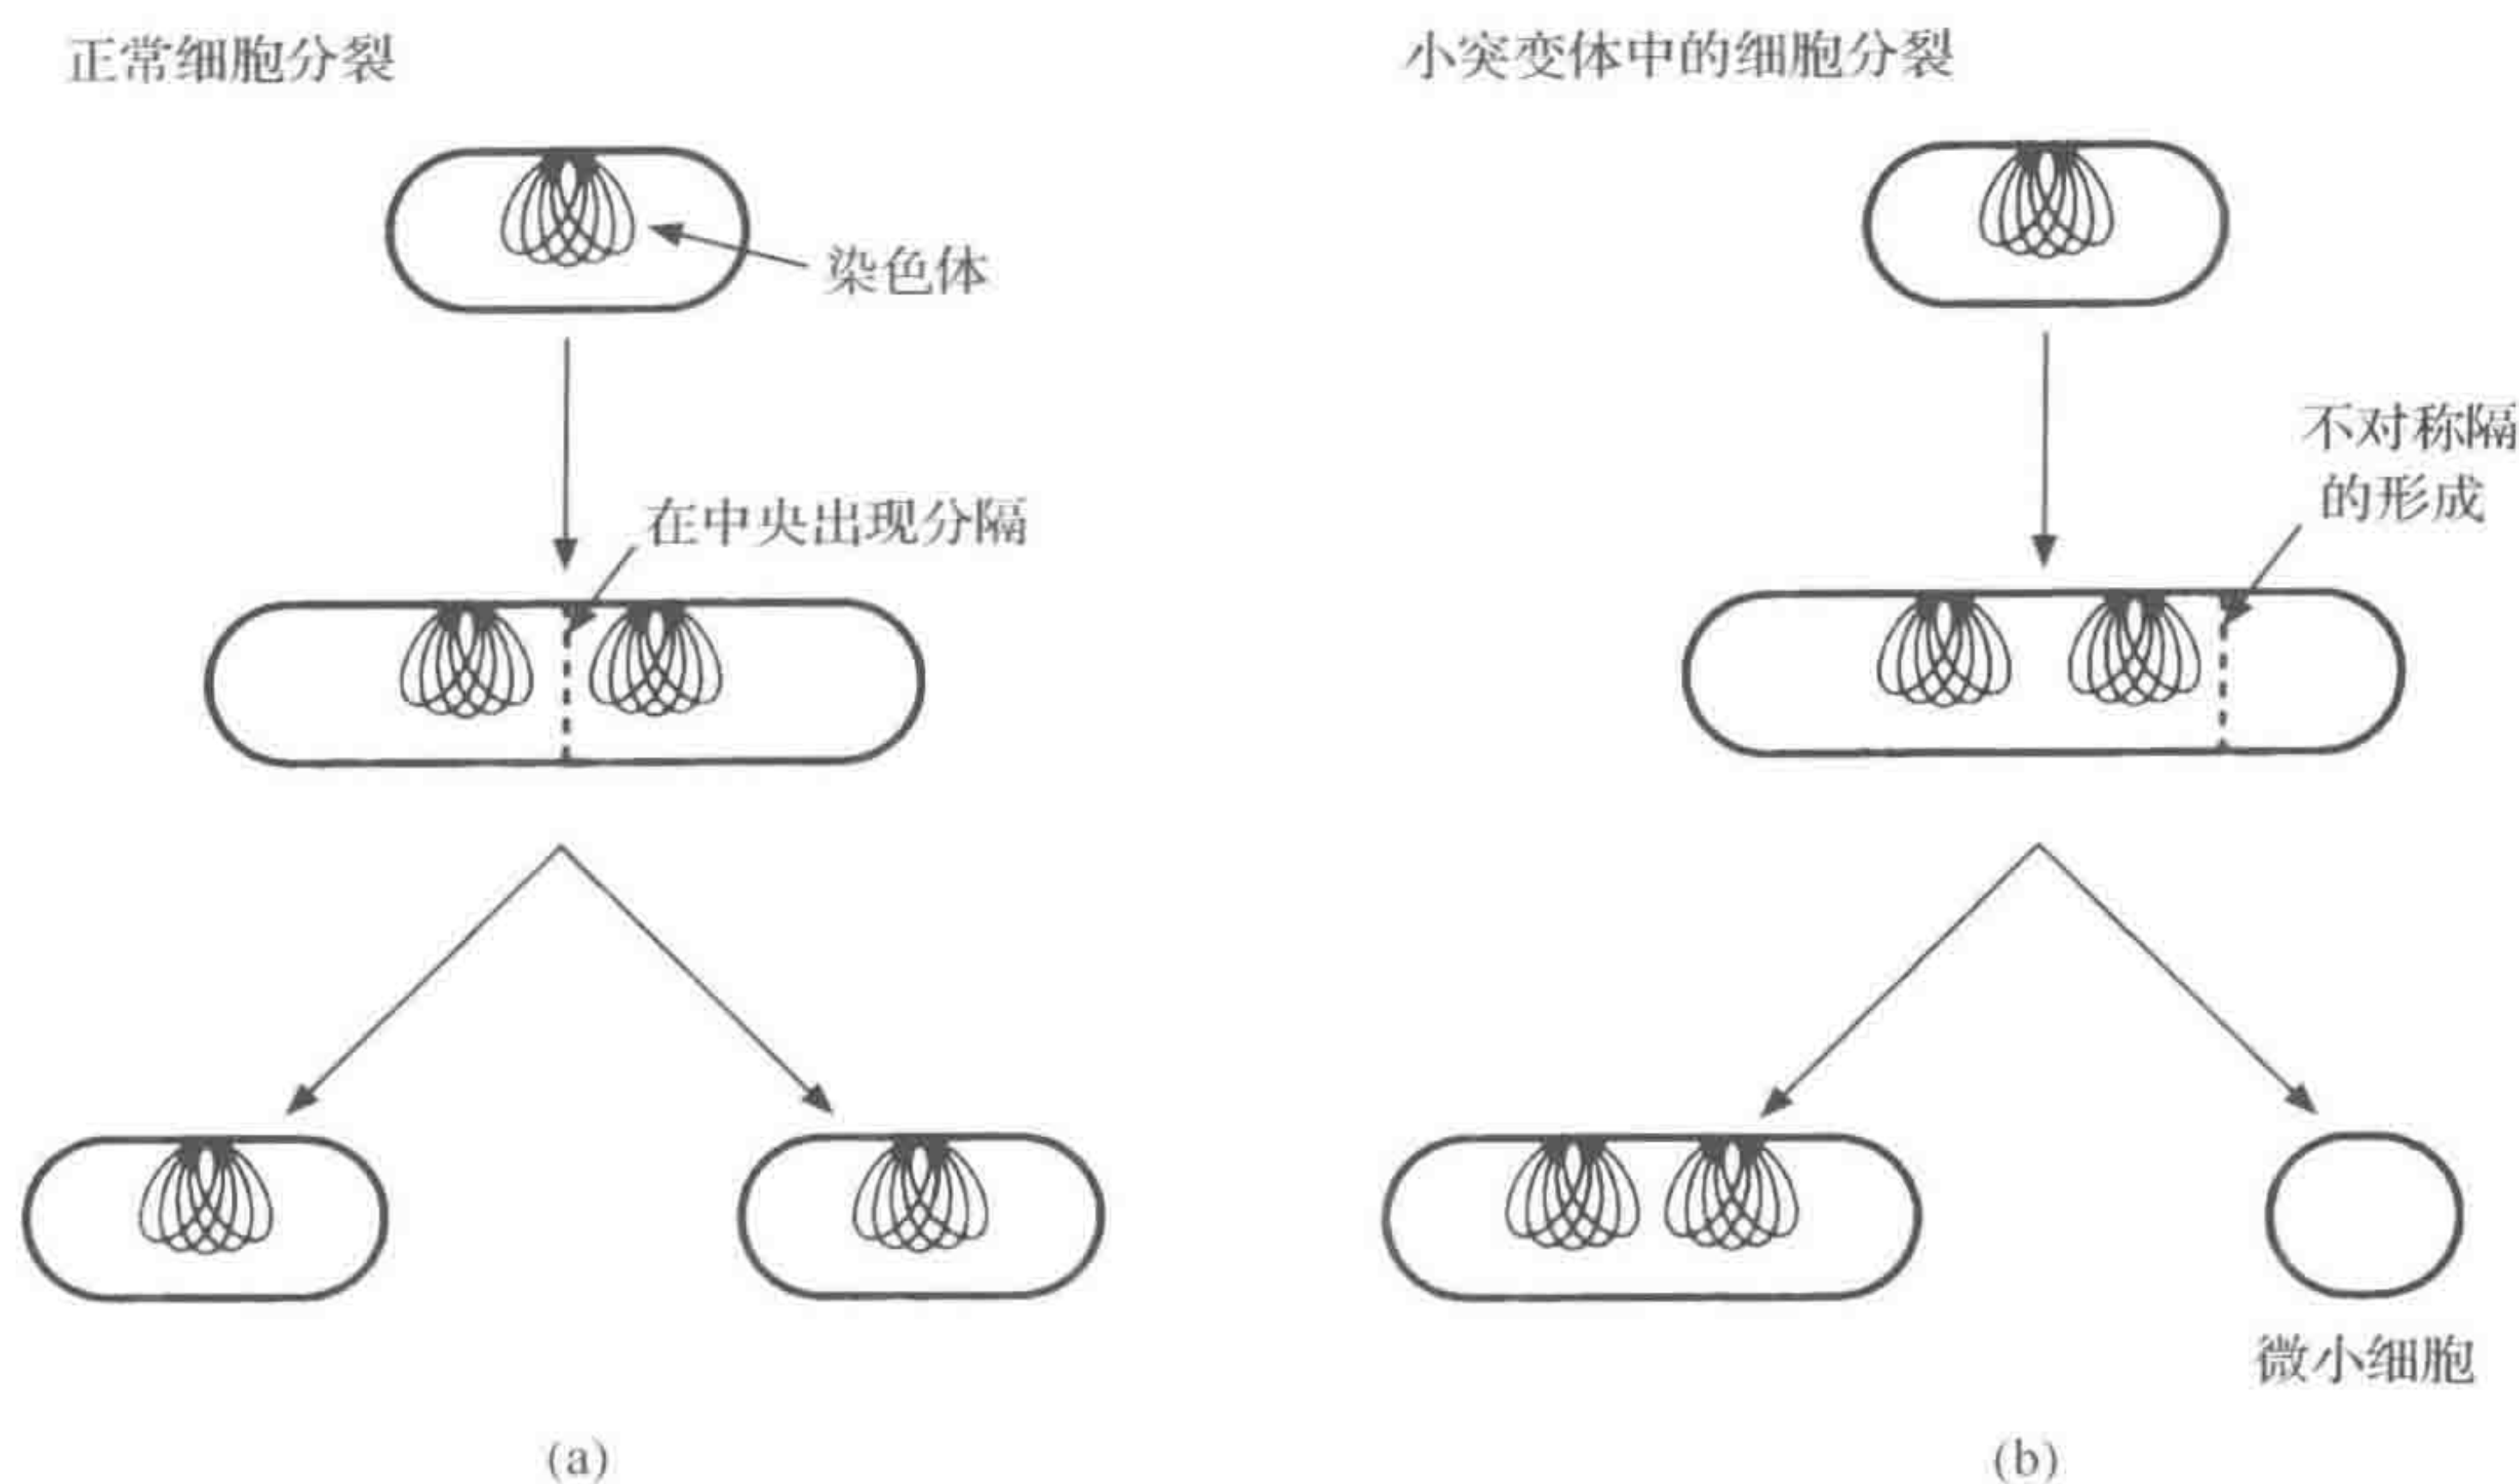 正常细胞分裂
小突变体中的细胞分裂
染色体
不对称隔
的形成
在中央出现分隔
微小细胞
(a)
(b)